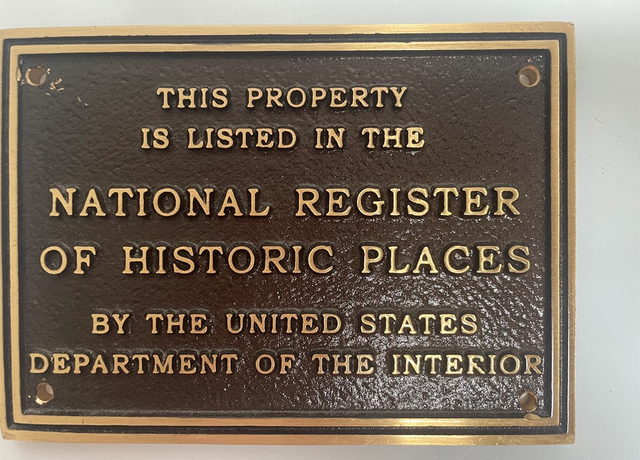 THIS PROPERTY
IS LISTED IN THE
NATIONAL REGISTER
OF HISTORIC PLACES
BY THE UNITED STATES
DEPARTMENT OF THE INTERIOR